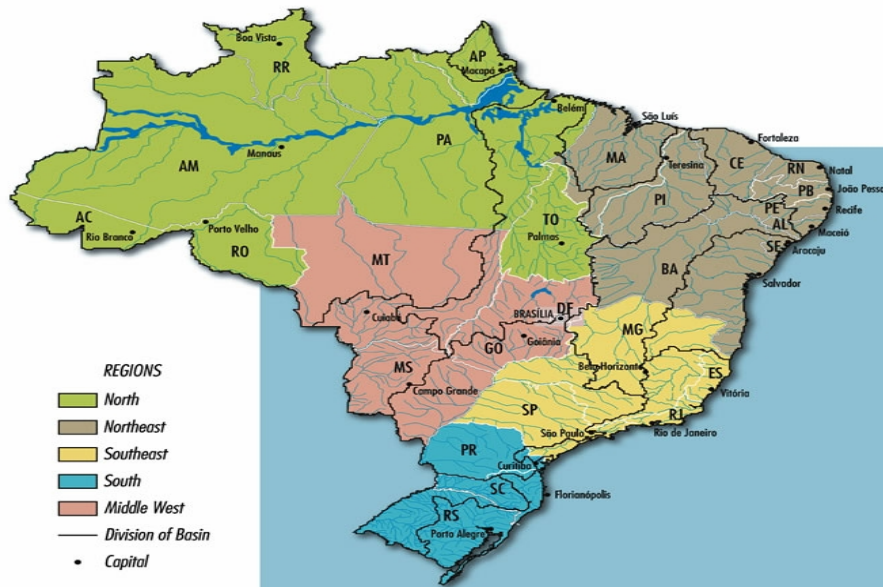 Boa Vista
RR
AP
Macapá
Belém
São Luís
Fortaleza
AM
Manaus
PA
MA
Teresina
CE
RN
Natal
PB
João Pesso
PI
PE
Recife
AL
Maceió
AC
Rio Branco
Porto Velho
RO
TO
Palmas
SE
Aracaju
MT
BA
Salvador
Cuiabá
BRASÍLIA
DF
GO
Goiânia
MG
MS
Campo Grande
Belo Horizonte
ES
Vitória
SP
São Paulo
RJ
Rio de Janeiro
PR
Curitiba
SC
Florianópolis
RS
Porto Alegre
REGIONS
North
Northeast
Southeast
South
Middle West
Division of Basin
Capital